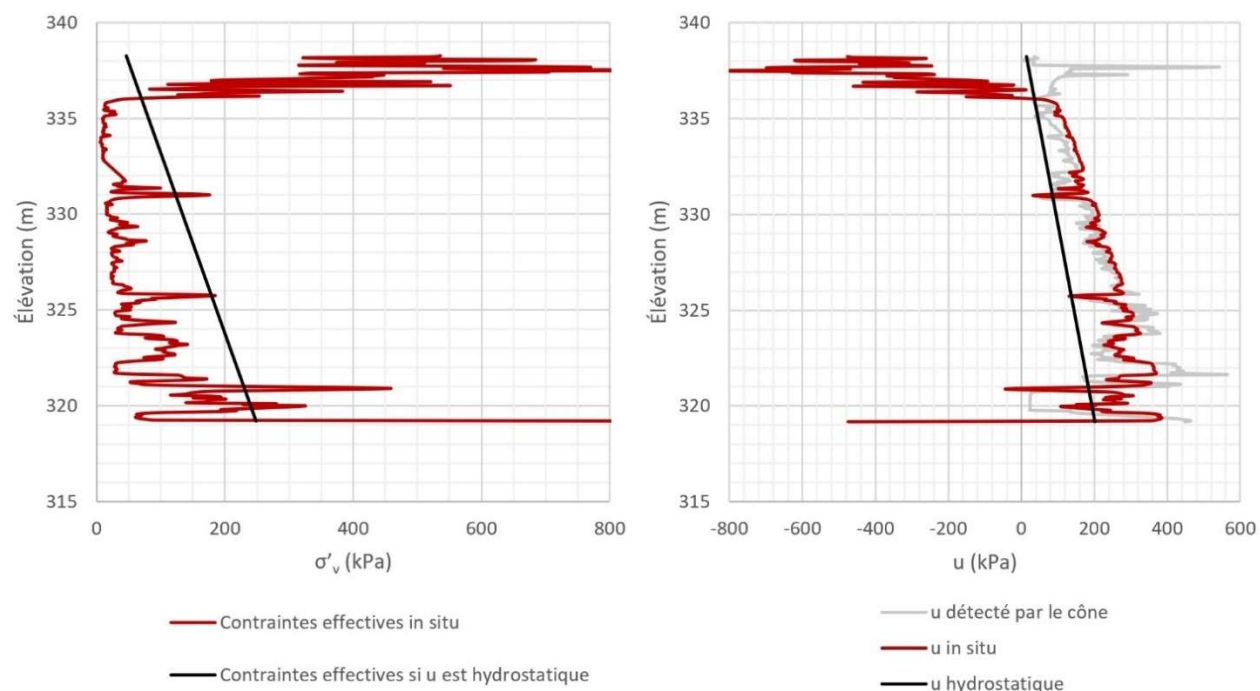 340
335
330
325
320
315
Élévation (m)
0
200
400
600
800
σ'v (kPa)
Contraintes effectives in situ
Contraintes effectives si u est hydrostatique
340
335
330
325
320
315
Élévation (m)
-800
-600
-400
-200
0
200
400
600
u (kPa)
u détecté par le cône
u in situ
u hydrostatique